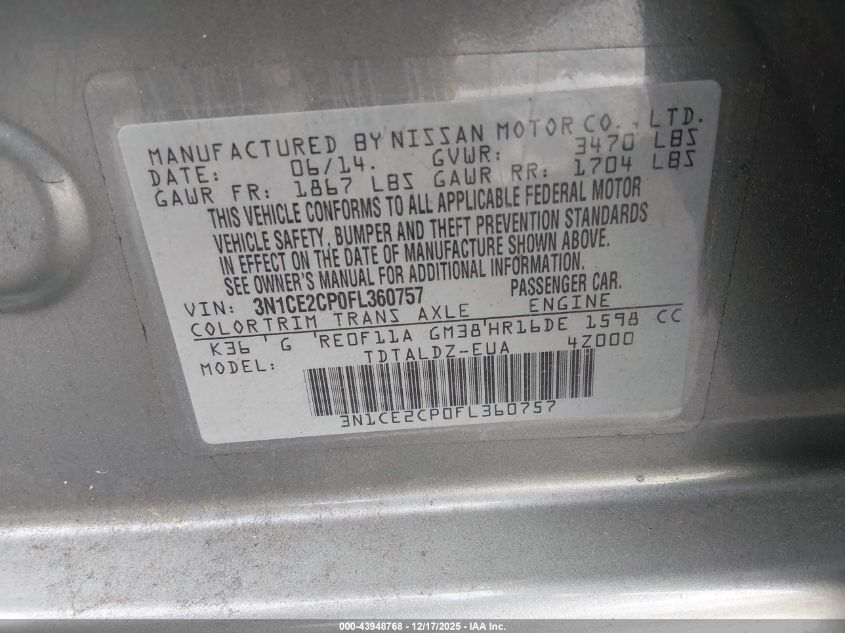 MANUFACTURED BY NISSAN MOTOR CO., LTD.
DATE: 06/14. GVWR: 3470 LBS
GAWR FR: 1867 LBS GAWR RR: 1704 LBS
THIS VEHICLE CONFORMS TO ALL APPLICABLE FEDERAL MOTOR
VEHICLE SAFETY, BUMPER AND THEFT PREVENTION STANDARDS
IN EFFECT ON THE DATE OF MANUFACTURE SHOWN ABOVE.
SEE OWNER'S MANUAL FOR ADDITIONAL INFORMATION.
VIN: 3N1CE2CP0FL360757 PASSENGER CAR.
COLORTRIM TRANS AXLE ENGINE
K36 'G 'RE0F11A GM38'HR16DE 1598 CC
MODEL: TDTALDZ-EUA 4Z000
3N1CE2CP0FL360757
000-43948768 - 12/17/2025 - IAA Inc.